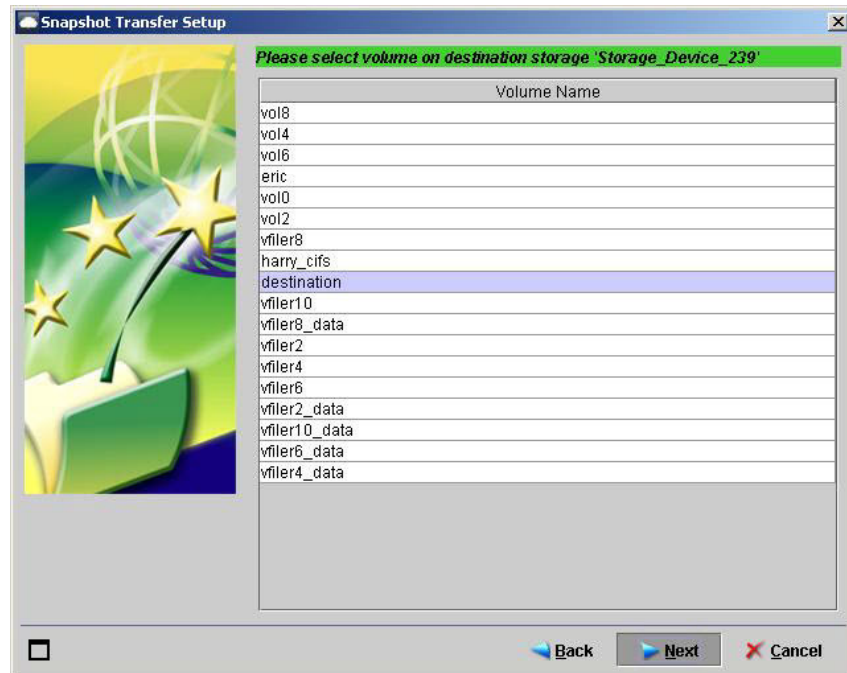 Snapshot Transfer Setup
Please select volume on destination storage 'Storage_Device_239'
Volume Name
vol8
vol4
vol6
eric
vol0
vol2
vfiler8
harry_cifs
destination
vfiler10
vfiler8_data
vfiler2
vfiler4
vfiler6
vfiler2_data
vfiler10_data
vfiler6_data
vfiler4_data
Back Next Cancel